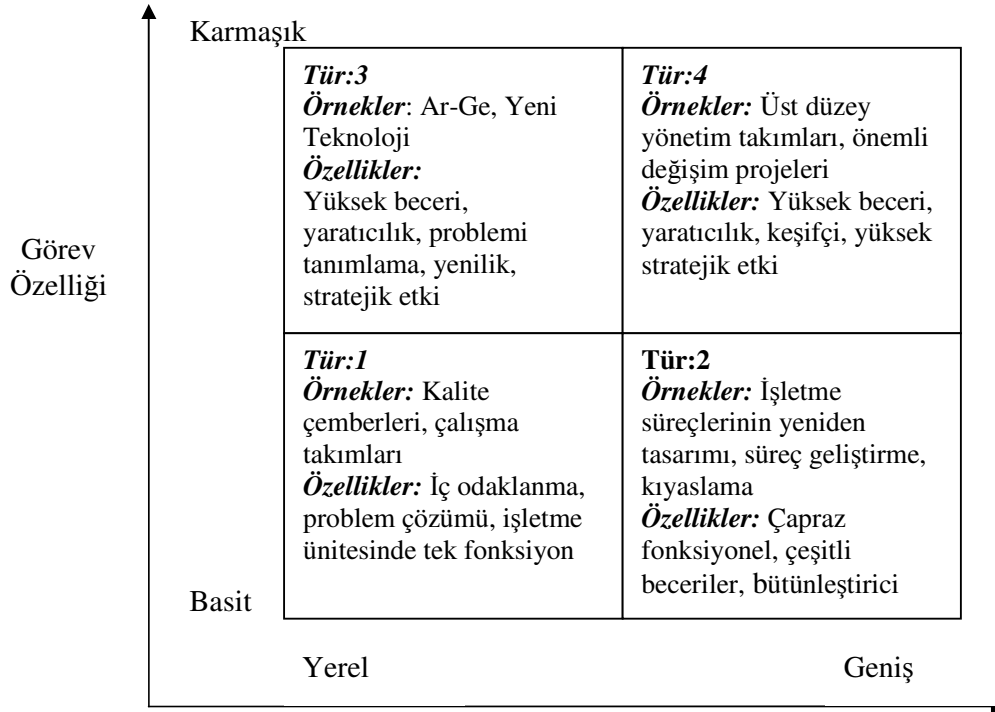 Karmaşık
Tür:3
Örnekler: Ar-Ge, Yeni
Teknoloji
Özellikler:
Yüksek beceri,
yaratıcılık, problemi
tanımlama, yenilik,
stratejik etki
Tür:4
Örnekler: Üst düzey
yönetim takımları, önemli
değişim projeleri
Özellikler: Yüksek beceri,
yaratıcılık, keşifçi, yüksek
stratejik etki
Görev
Özelliği
Tür:1
Örnekler: Kalite
çemberleri, çalışma
takımları
Özellikler: İç odaklanma,
problem çözümü, işletme
ünitesinde tek fonksiyon
Tür:2
Örnekler: İşletme
süreçlerinin yeniden
tasarımı, süreç geliştirme,
kıyaslama
Özellikler: Çapraz
fonksiyonel, çeşitli
beceriler, bütünleştirici
Basit
Yerel
Geniş